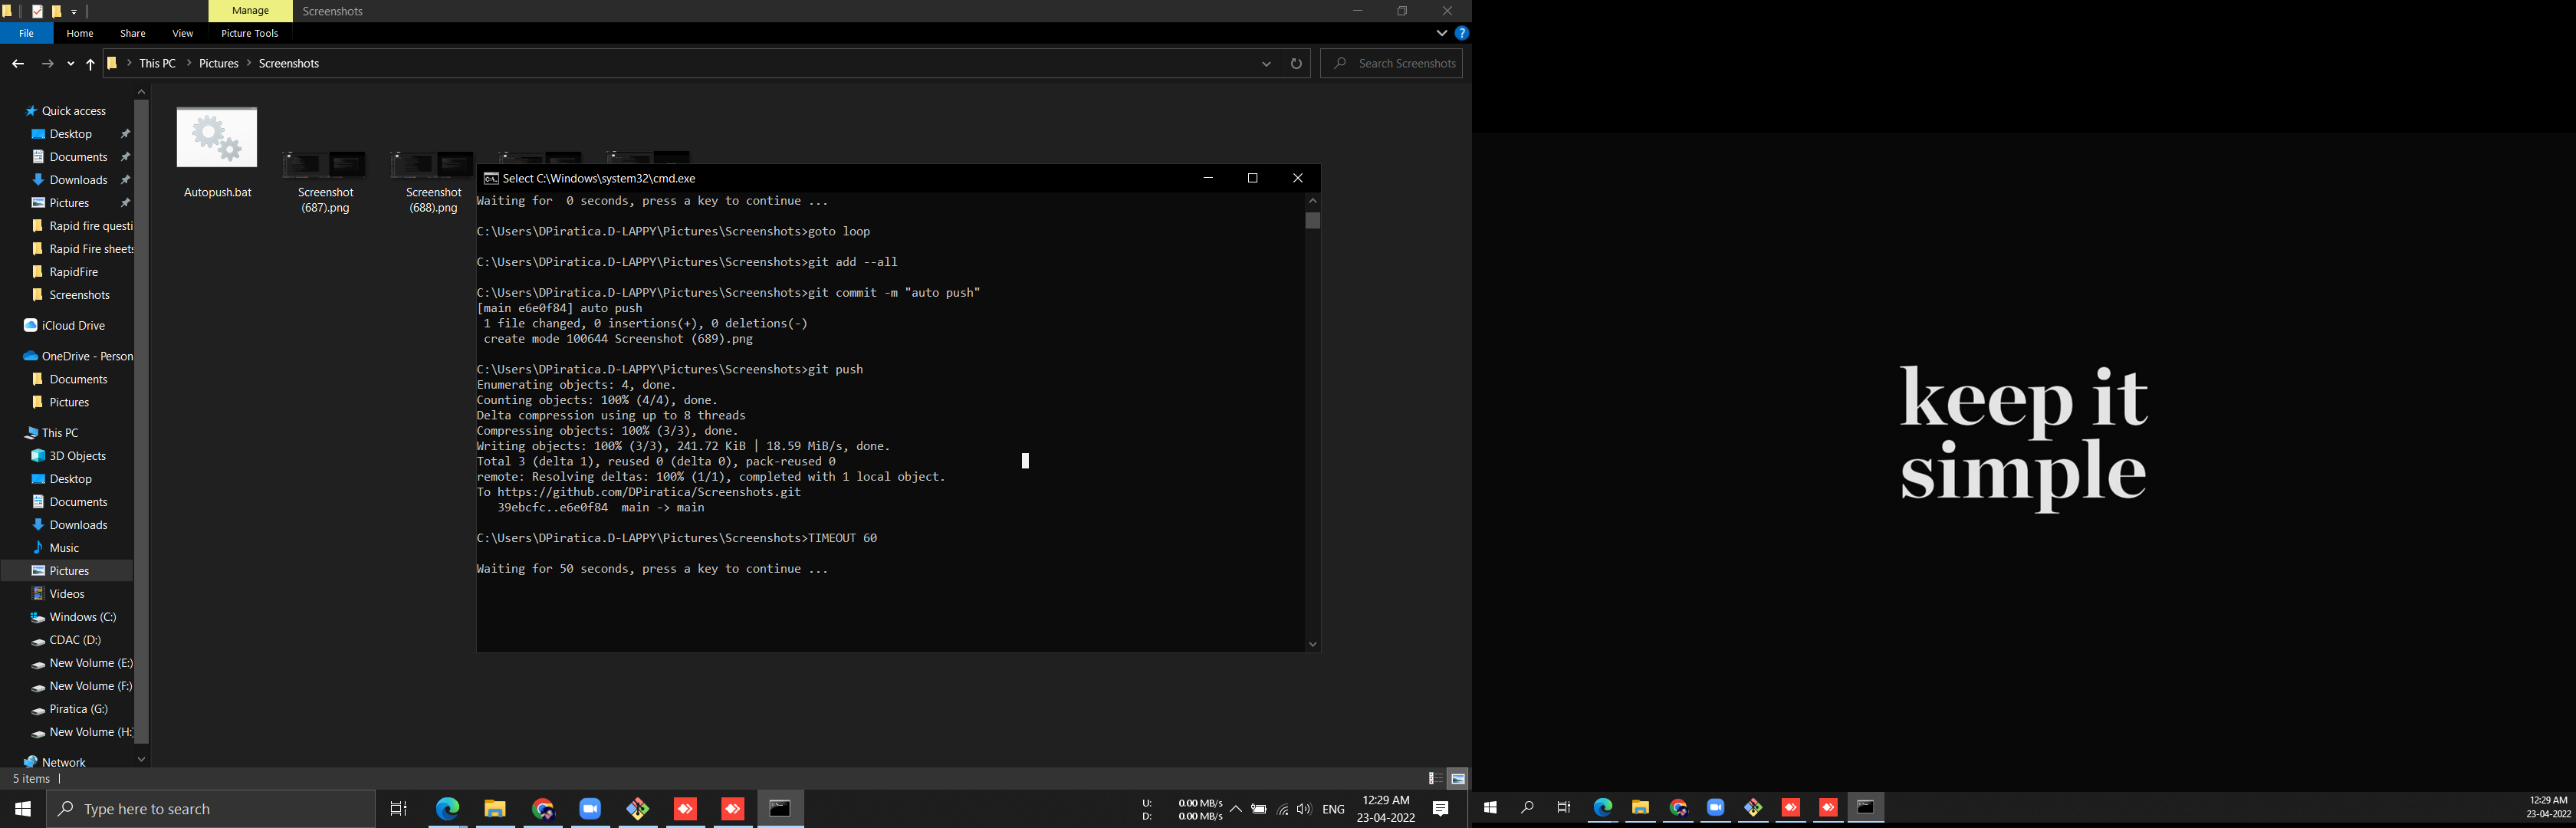 Manage
Screenshots
File
Home
Share
View
Picture Tools
This PC
Pictures
Screenshots
Search Screenshots
Quick access
Desktop
Documents
Downloads
Pictures
Rapid fire questi
Rapid Fire sheets
RapidFire
Screenshots
iCloud Drive
OneDrive - Person
Documents
Pictures
This PC
3D Objects
Desktop
Documents
Downloads
Music
Pictures
Videos
Windows (C:)
CDAC (D:)
New Volume (E:)
New Volume (F:)
Piratica (G:)
New Volume (H:)
Network
5 items
Autopush.bat
Screenshot
(687).png
Screenshot
(688).png
Select C:\Windows\system32\cmd.exe
Waiting for  0 seconds, press a key to continue ...
C:\Users\DPiratica.D-LAPPY\Pictures\Screenshots>goto loop
C:\Users\DPiratica.D-LAPPY\Pictures\Screenshots>git add --all
C:\Users\DPiratica.D-LAPPY\Pictures\Screenshots>git commit -m "auto push"
[main e6e0f84] auto push
1 file changed, 0 insertions(+), 0 deletions(-)
create mode 100644 Screenshot (689).png
C:\Users\DPiratica.D-LAPPY\Pictures\Screenshots>git push
Enumerating objects: 4, done.
Counting objects: 100% (4/4), done.
Delta compression using up to 8 threads
Compressing objects: 100% (3/3), done.
Writing objects: 100% (3/3), 241.72 KiB | 18.59 MiB/s, done.
Total 3 (delta 1), reused 0 (delta 0), pack-reused 0
remote: Resolving deltas: 100% (1/1), completed with 1 local object.
To https://github.com/DPiratica/Screenshots.git
39ebcfc..e6e0f84  main -> main
C:\Users\DPiratica.D-LAPPY\Pictures\Screenshots>TIMEOUT 60
Waiting for 50 seconds, press a key to continue ...
keep it
simple
Type here to search
U: 0.00 MB/s
D: 0.00 MB/s
ENG
12:29 AM
23-04-2022
12:29 AM
23-04-2022